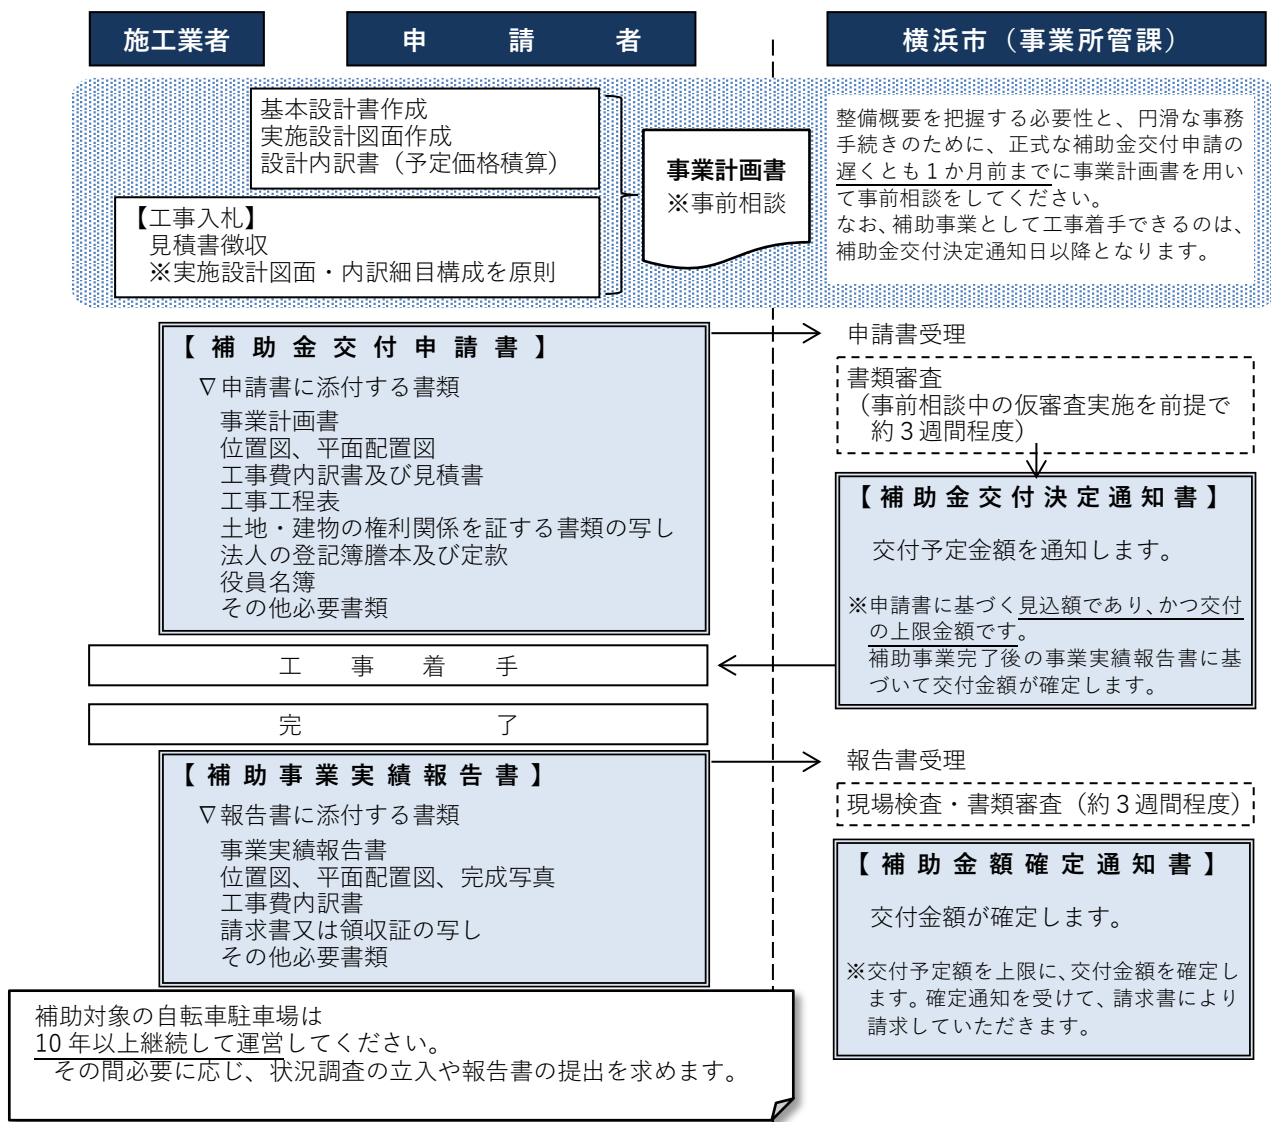 施工業者
申請者
横浜市（事業所管課）
基本設計書作成
実施設計図面作成
設計内訳書（予定価格積算）
【工事入札】
見積書徴収
※実施設計図面・内訳細目構成を原則
事業計画書
※事前相談
整備概要を把握する必要性と、円滑な事務
手続きのために、正式な補助金交付申請の
遅くとも１か月前までに事業計画書を用い
て事前相談をしてください。
なお、補助事業として工事着手できるのは、
補助金交付決定通知日以降となります。
【補助金交付申請書】
∇申請書に添付する書類
事業計画書
位置図、平面配置図
工事費内訳書及び見積書
工事工程表
土地・建物の権利関係を証する書類の写し
法人の登記簿謄本及び定款
役員名簿
その他必要書類
申請書受理
書類審査
（事前相談中の仮審査実施を前提で
約３週間程度）
【補助金交付決定通知書】
交付予定金額を通知します。
※申請書に基づく見込額であり、かつ交付
の上限金額です。
補助事業完了後の事業実績報告書に基
づいて交付金額が確定します。
工事着手
完了
【補助事業実績報告書】
∇報告書に添付する書類
事業実績報告書
位置図、平面配置図、完成写真
工事費内訳書
請求書又は領収証の写し
その他必要書類
報告書受理
現場検査・書類審査（約３週間程度）
【補助金額確定通知書】
交付金額が確定します。
※交付予定額を上限に、交付金額を確定し
ます。確定通知を受けて、請求書により
請求していただきます。
補助対象の自転車駐車場は
10 年以上継続して運営してください。
その間必要に応じ、状況調査の立入や報告書の提出を求めます。